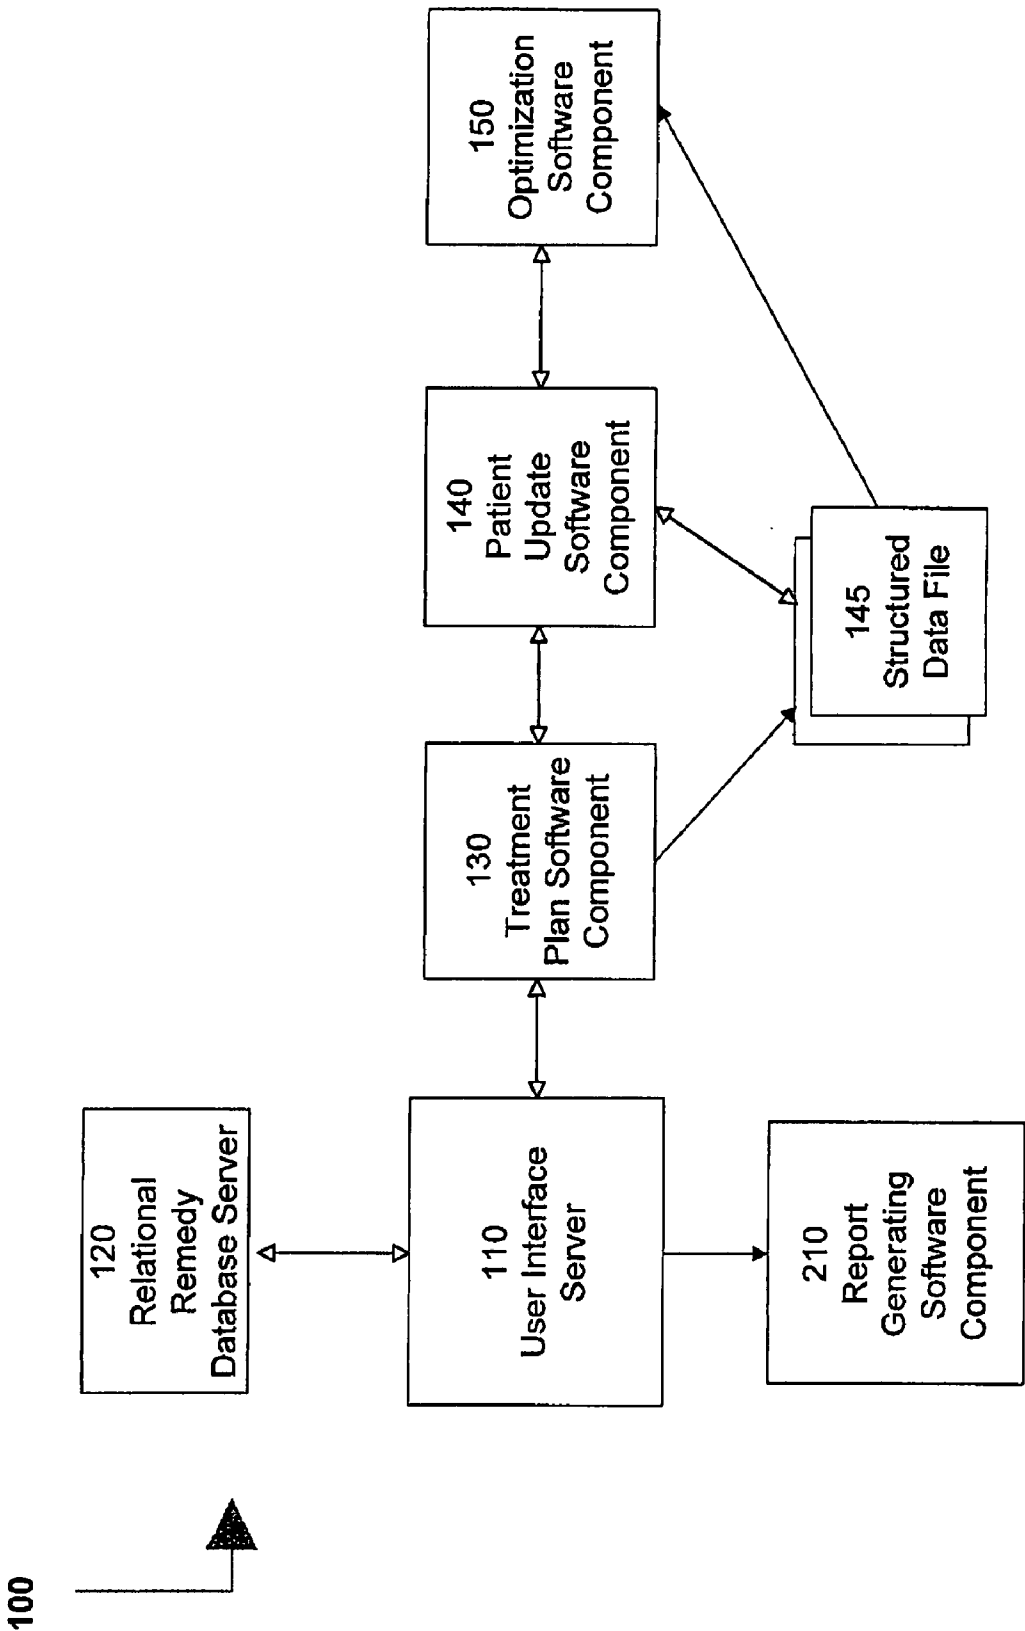 100
120
Relational
Remedy
Database Server
110
User Interface
Server
210
Report
Generating
Software
Component
130
Treatment
Plan Software
Component
140
Patient
Update
Software
Component
145
Structured
Data File
150
Optimization
Software
Component